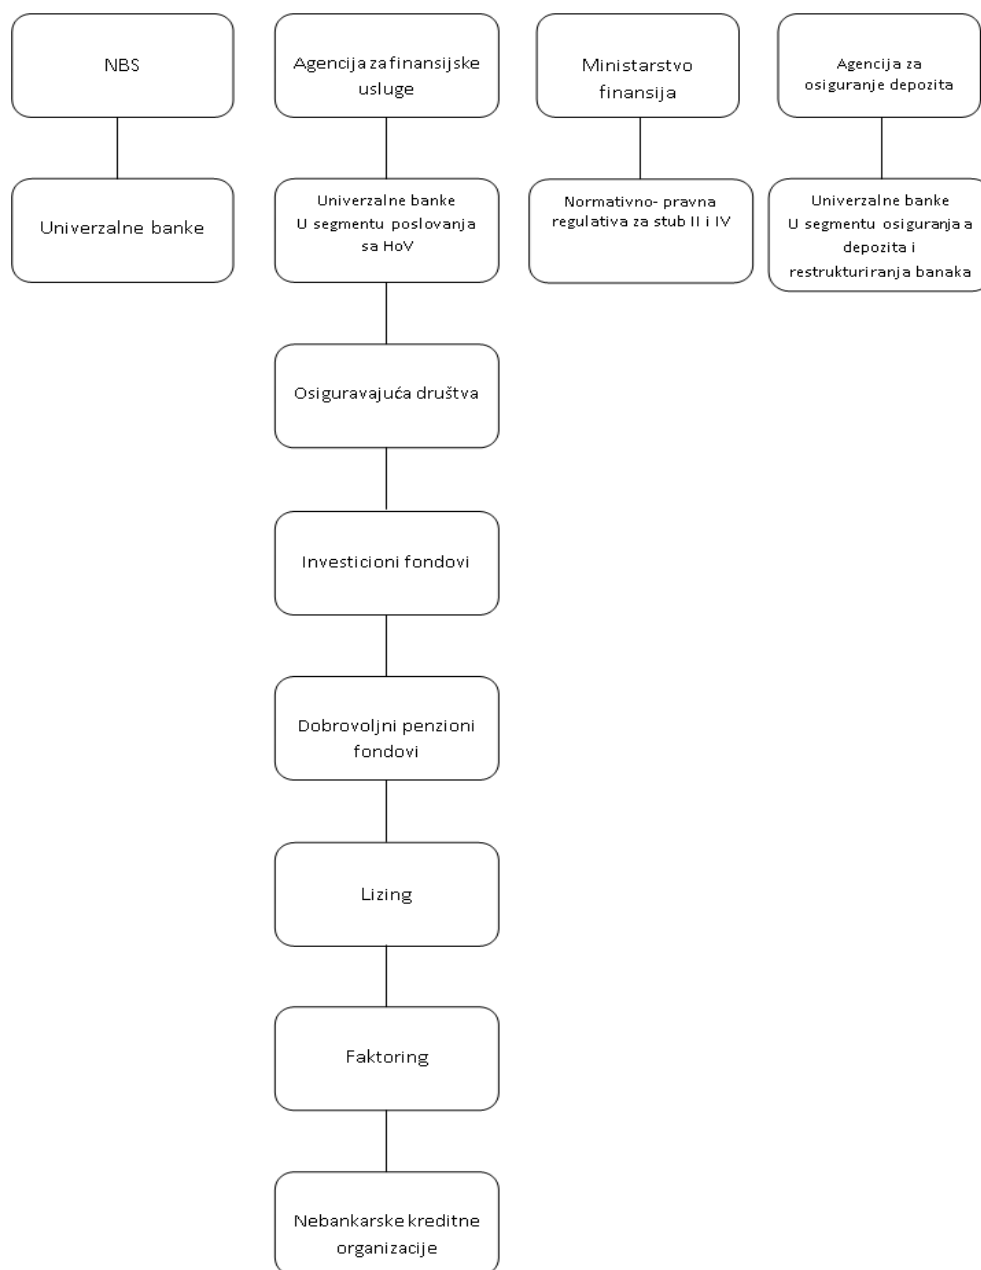 NBS
Agencija za finansijske
usluge
Ministarstvo
finansija
Agencija za
osiguranje depozita
Univerzalne banke
Univerzalne banke
U segmentu poslovanja
sa HoV
Normativno- pravna
regulativa za stub II i IV
Univerzalne banke
U segmentu osiguranja a
depozita i
restrukturiranja banaka
Osiguravajuća društva
Investicioni fondovi
Dobrovoljni penzioni
fondovi
Lizing
Faktoring
Nebankarske kreditne
organizacije